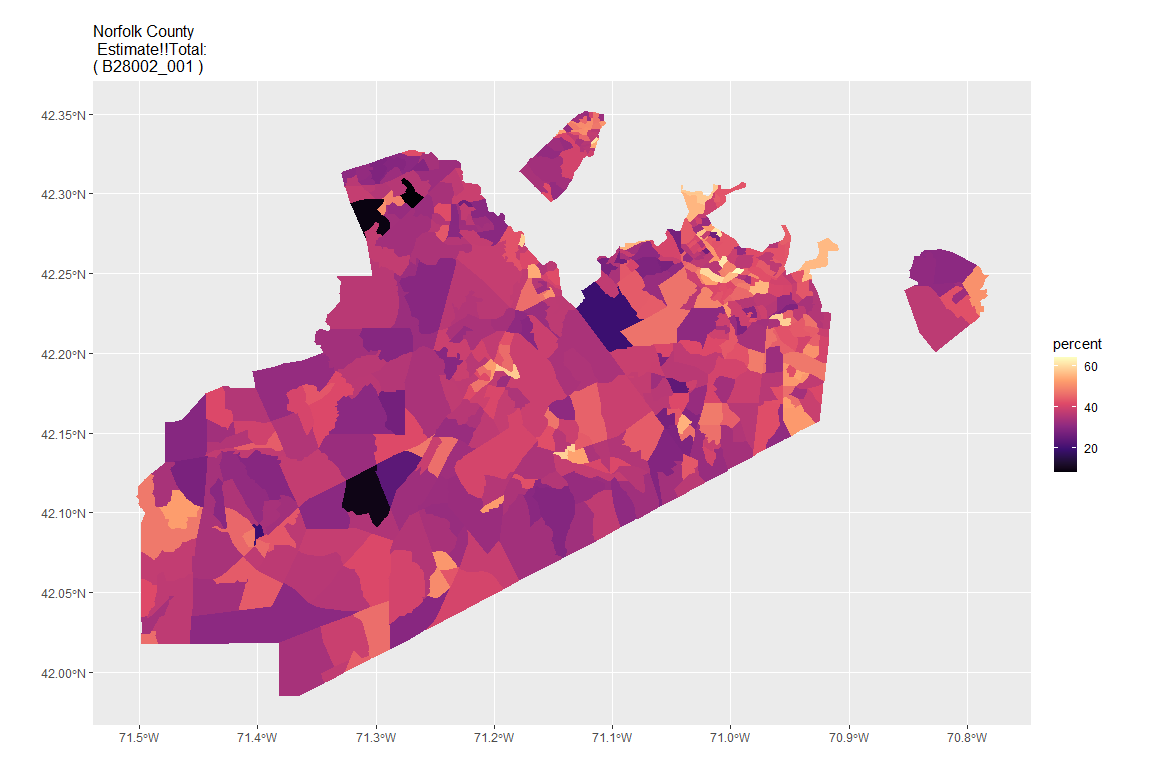 Norfolk County
Estimate!!Total:
( B28002_001 )
42.35°N
42.30°N
42.25°N
42.20°N
42.15°N
42.10°N
42.05°N
42.00°N
71.5°W
71.4°W
71.3°W
71.2°W
71.1°W
71.0°W
70.9°W
70.8°W
percent
60
40
20